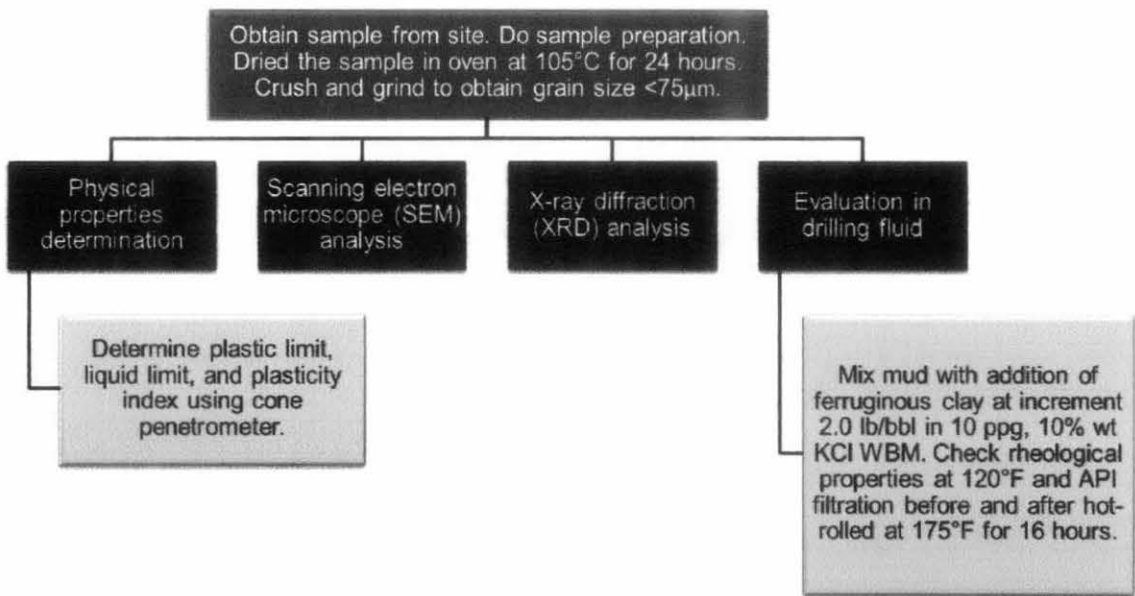 Obtain sample from site. Do sample preparation.
Dried the sample in oven at 105°C for 24 hours.
Crush and grind to obtain grain size <75µm.
Physical
properties
determination
Scanning electron
microscope (SEM)
analysis
X-ray diffraction
(XRD) analysis
Evaluation in
drilling fluid
Determine plastic limit,
liquid limit, and plasticity
index using cone
penetrometer.
Mix mud with addition of
ferruginous clay at increment
2.0 lb/bbl in 10 ppg, 10% wt
KCl WBM. Check rheological
properties at 120°F and API
filtration before and after hot-
rolled at 175°F for 16 hours.